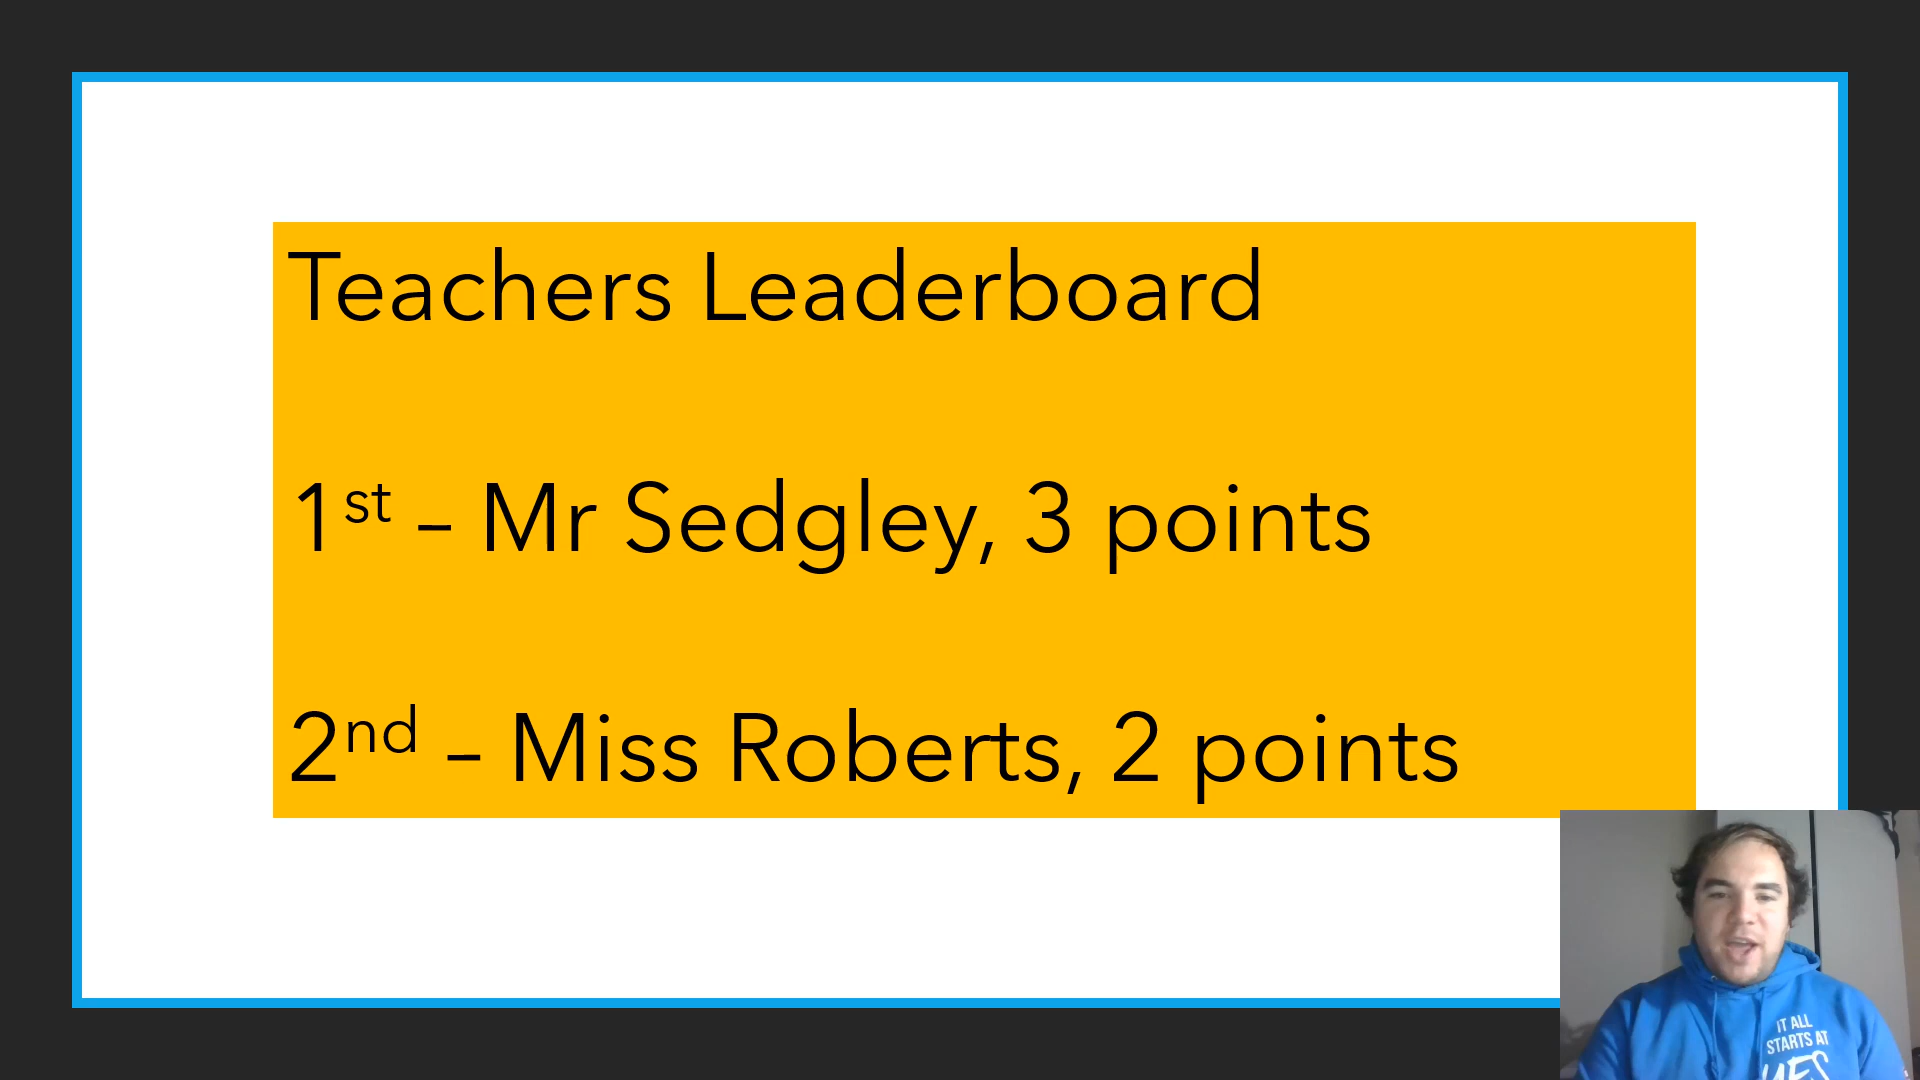 Teachers Leaderboard
1st – Mr Sedgley, 3 points
2nd – Miss Roberts, 2 points
IT ALL
STARTS AT